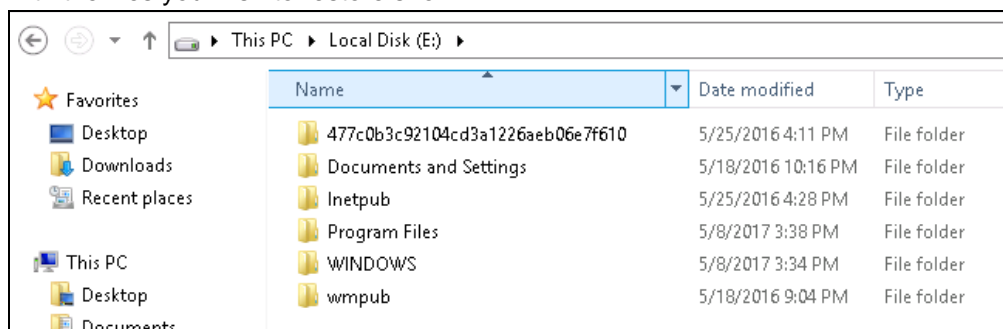 This PC Local Disk (E:)
Favorites
Desktop
Downloads
Recent places
This PC
Desktop
Documents
Name Date modified Type
477c0b3c92104cd3a1226aeb06e7f610 5/25/2016 4:11 PM File folder
Documents and Settings 5/18/2016 10:16 PM File folder
Inetpub 5/25/2016 4:28 PM File folder
Program Files 5/8/2017 3:38 PM File folder
WINDOWS 5/8/2017 3:34 PM File folder
wmpub 5/18/2016 9:04 PM File folder